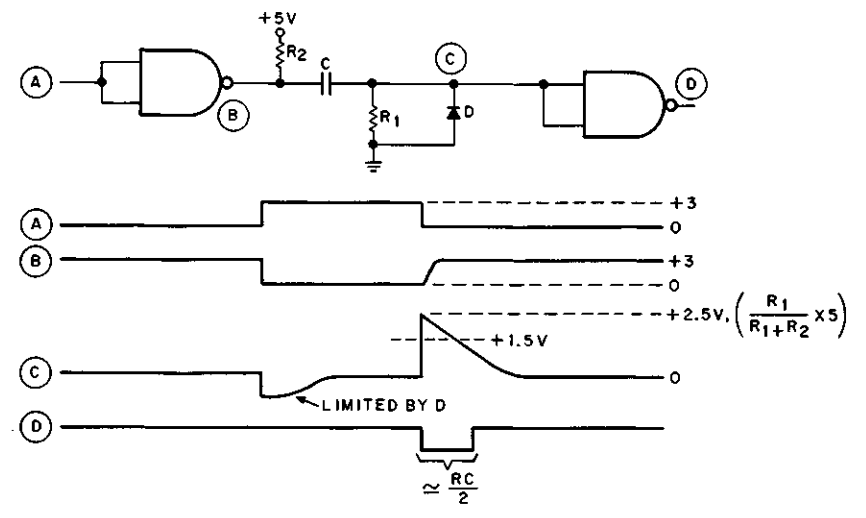 +5V
R2
C
C
A
B
R1
D
D
A
+3
0
B
+3
0
+2.5V, (R1/R1+R2 X5)
+1.5V
C
0
LIMITED BY D
D
≃ RC/2